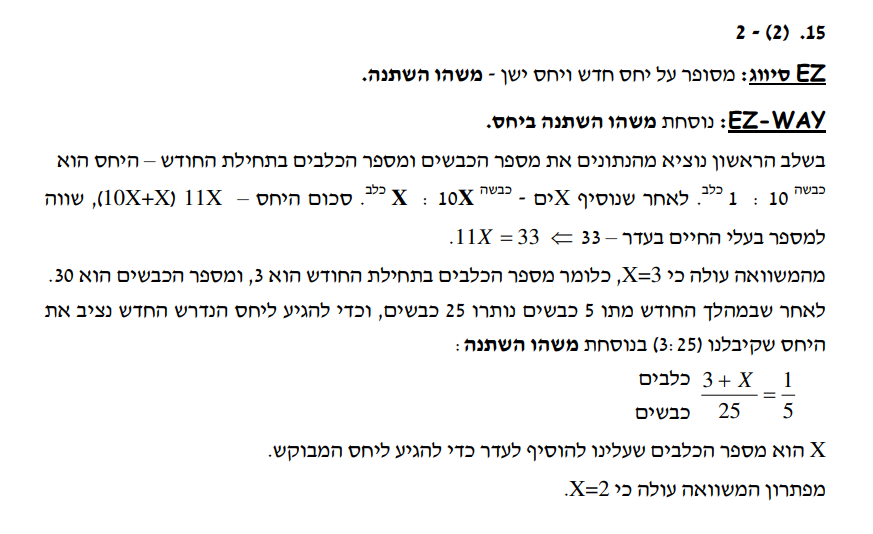 15. (2) - 2
EZ סיווג: מסופר על יחס חדש ויחס ישן - משהו השתנה.
EZ-WAY: נוסחת משהו השתנה ביחס.
בשלב הראשון נוציא מהנתונים את מספר הכבשים ומספר הכלבים בתחילת החודש – היחס הוא
כבשה 10 : 1 כלב. לאחר שנוסיף Xים - כבשה 10X : X כלב. סכום היחס – 11X (10X+X), שווה
למספר בעלי החיים בעדר – 33 ⇐ 11X = 33.
מהמשוואה עולה כי X=3, כלומר מספר הכלבים בתחילת החודש הוא 3, ומספר הכבשים הוא 30.
לאחר שבמהלך החודש מתו 5 כבשים נותרו 25 כבשים, וכדי להגיע ליחס הנדרש החדש נציב את
היחס שקיבלנו (3:25) בנוסחת משהו השתנה:
כלבים 3 + X = 1
כבשים 25 5
X הוא מספר הכלבים שעלינו להוסיף לעדר כדי להגיע ליחס המבוקש.
מפתרון המשוואה עולה כי X=2.